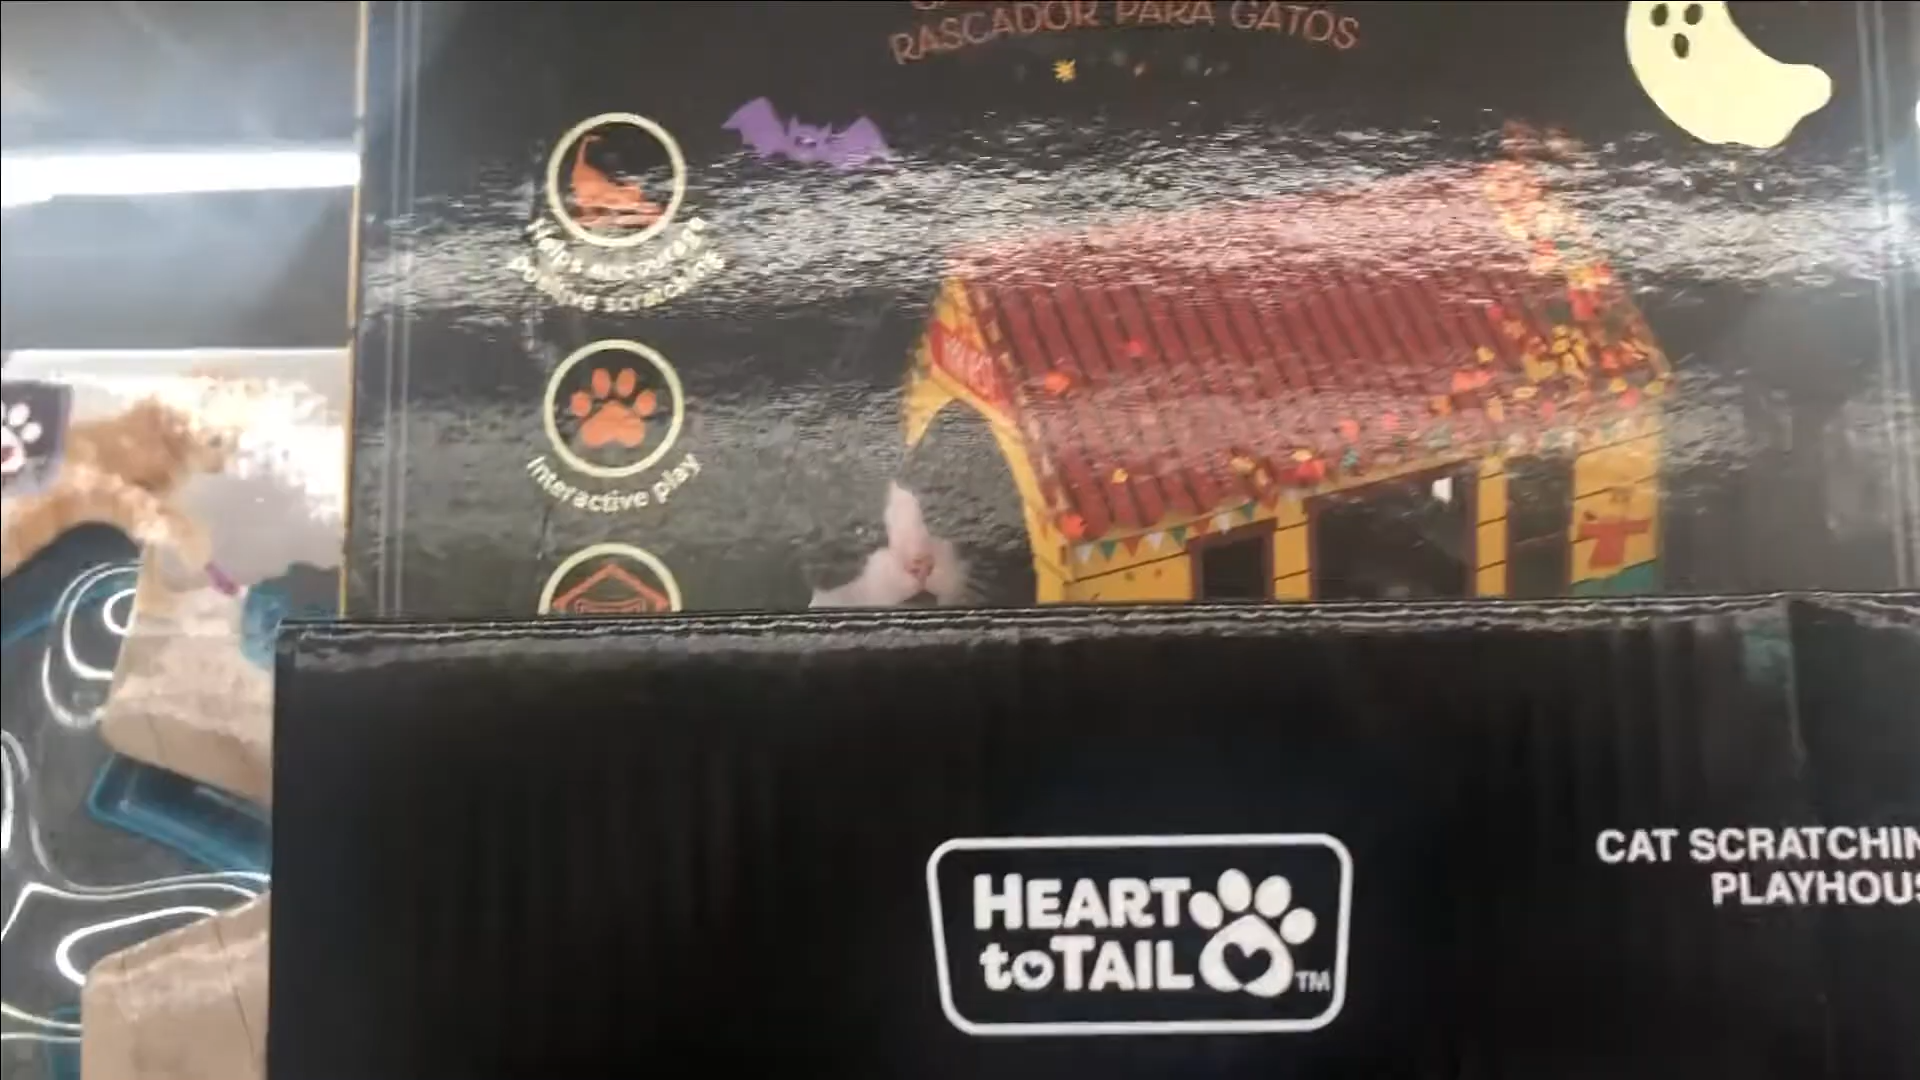 RASCADOR PARA GATOS
Helps encourage
positive scratching
Interactive play
HEART
to TAIL
TM
CAT SCRATCHIN
PLAYHOUS